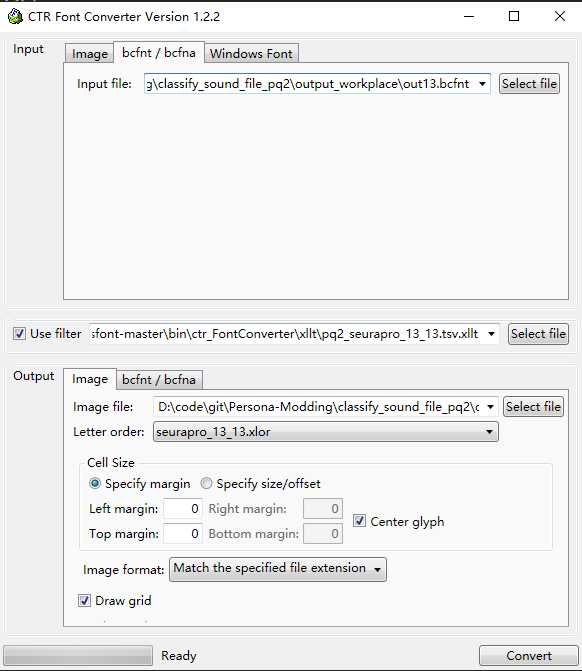 CTR Font Converter Version 1.2.2
Input
Image bcfnt / bcfna Windows Font
Input file: g\classify_sound_file_pq2\output_workplace\out13.bcfnt Select file
Use filter sfont-master\bin\ctr_FontConverter\xllt\pq2_seurapro_13_13.tsv.xllt Select file
Output
Image bcfnt / bcfna
Image file: D:\code\git\Persona-Modding\classify_sound_file_pq2\c Select file
Letter order: seurapro_13_13.xlor
Cell Size
Specify margin Specify size/offset
Left margin: 0 Right margin: 0
Center glyph
Top margin: 0 Bottom margin: 0
Image format: Match the specified file extension
Draw grid
Ready Convert